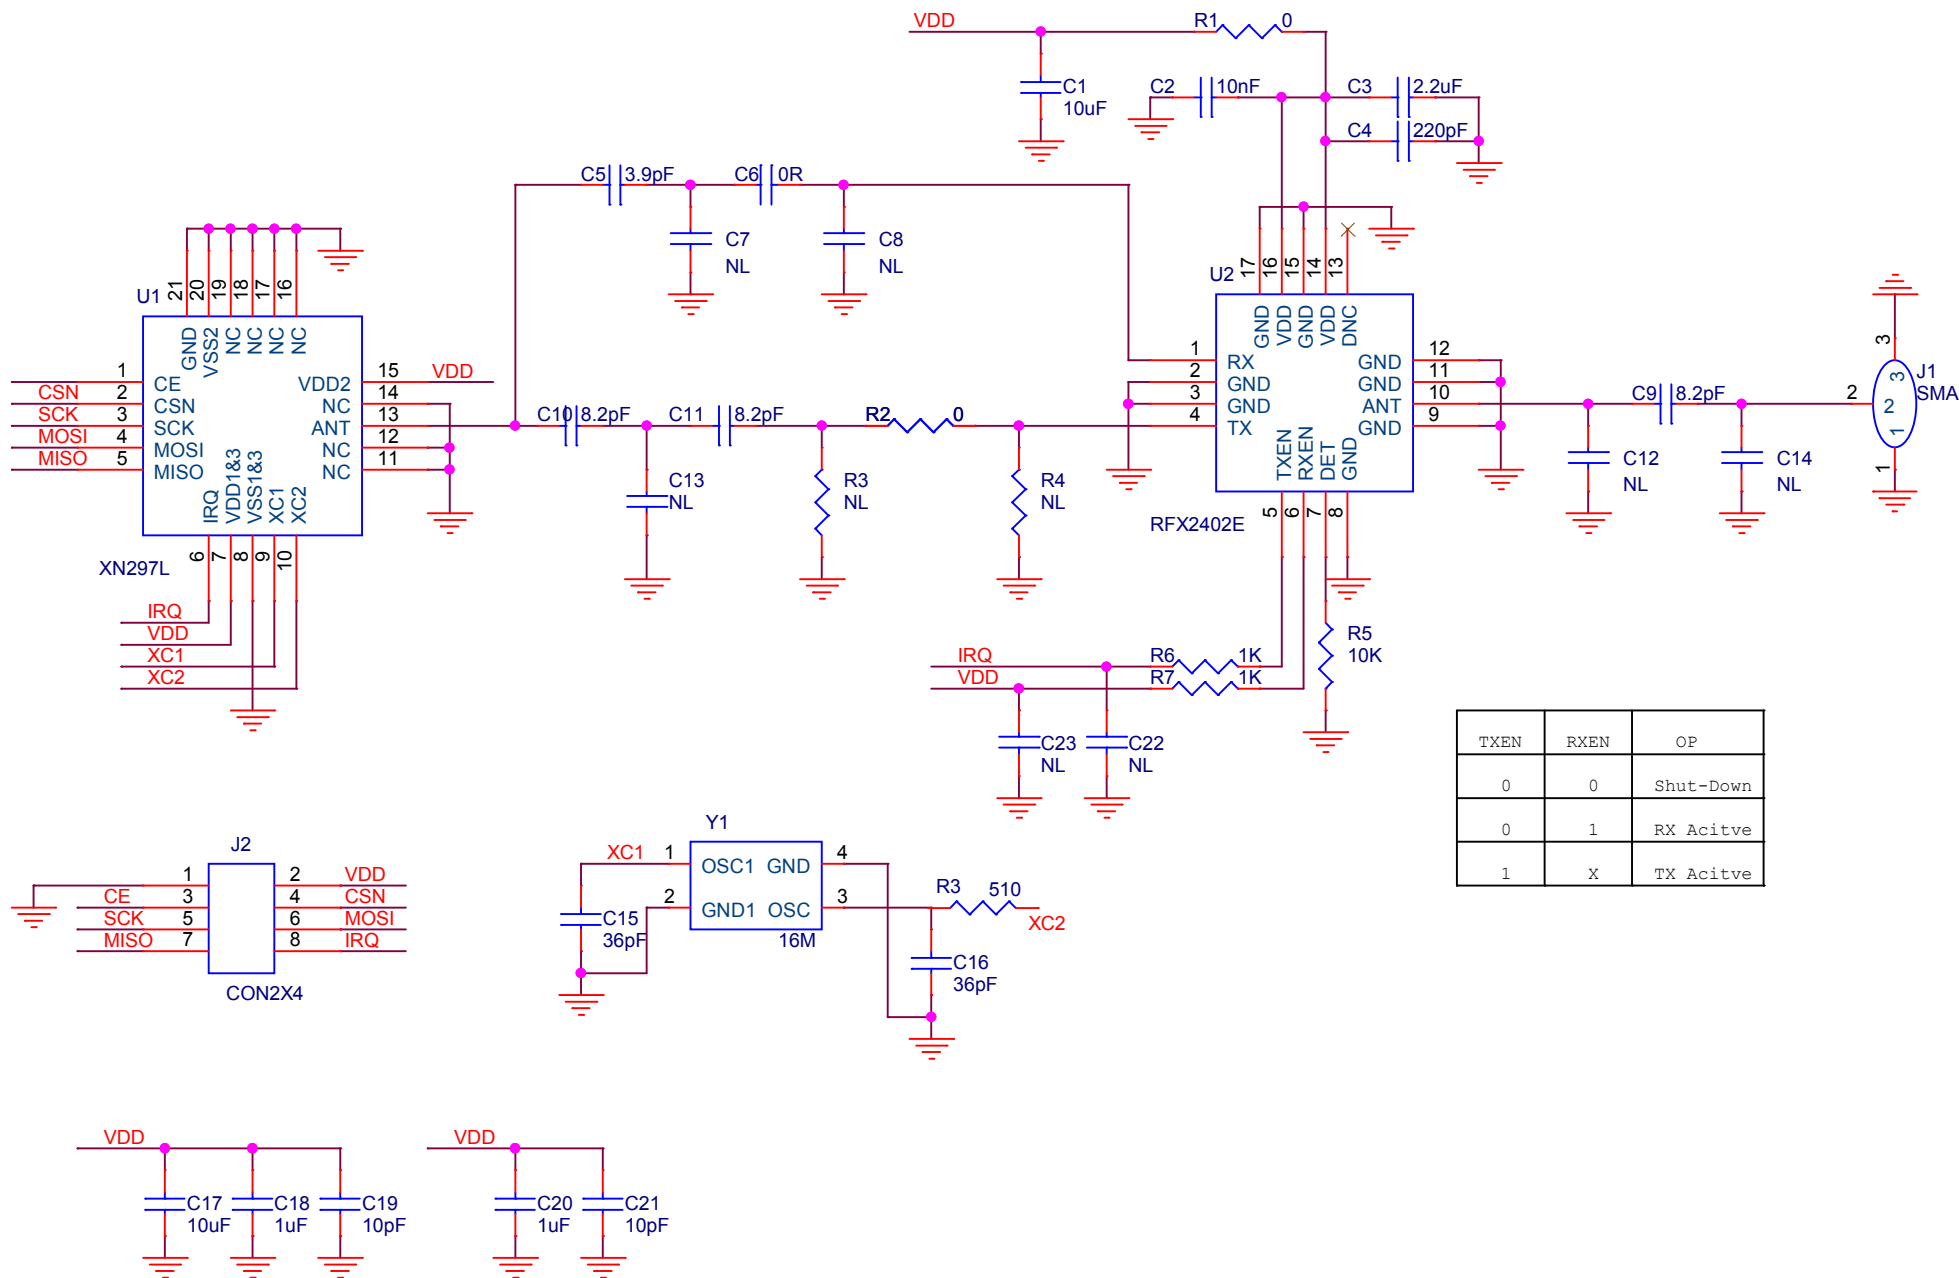 VDD
R1 0
C1
10uF
C2 10nF
C3 2.2uF
C4 220pF
C5 3.9pF
C6 0R
C7
NL
C8
NL
U1
21
20
19
18
17
16
GND
VSS2
NC
NC
NC
NC
1 CE
CSN 2 CSN
SCK 3 SCK
MOSI 4 MOSI
MISO 5 MISO
VDD2 15 VDD
NC 14
ANT 13
NC 12
NC 11
IRQ
VDD1&3
VSS1&3
XC1
XC2
6
7
8
9
10
XN297L
IRQ
VDD
XC1
XC2
C10 8.2pF
C11 8.2pF
R2 0
C13
NL
R3
NL
R4
NL
U2
17
16
15
14
13
GND
VDD
GND
VDD
DNC
1 RX
2 GND
3 GND
4 TX
GND 12
GND 11
ANT 10
GND 9
TXEN
RXEN
DET
GND
5
6
7
8
RFX2402E
C9 8.2pF
C12
NL
C14
NL
J1
SMA
3
3
2
2
1
1
IRQ
VDD
R6 1K
R7 1K
R5
10K
C23
NL
C22
NL
TXEN RXEN OP
0 0 Shut-Down
0 1 RX Acitve
1 X TX Acitve
J2
1 2 VDD
CE 3 4 CSN
SCK 5 6 MOSI
MISO 7 8 IRQ
CON2X4
Y1
XC1 1 OSC1 GND 4
2 GND1 OSC 3
16M
C15
36pF
R3 510
XC2
C16
36pF
VDD
C17
10uF
C18
1uF
C19
10pF
VDD
C20
1uF
C21
10pF